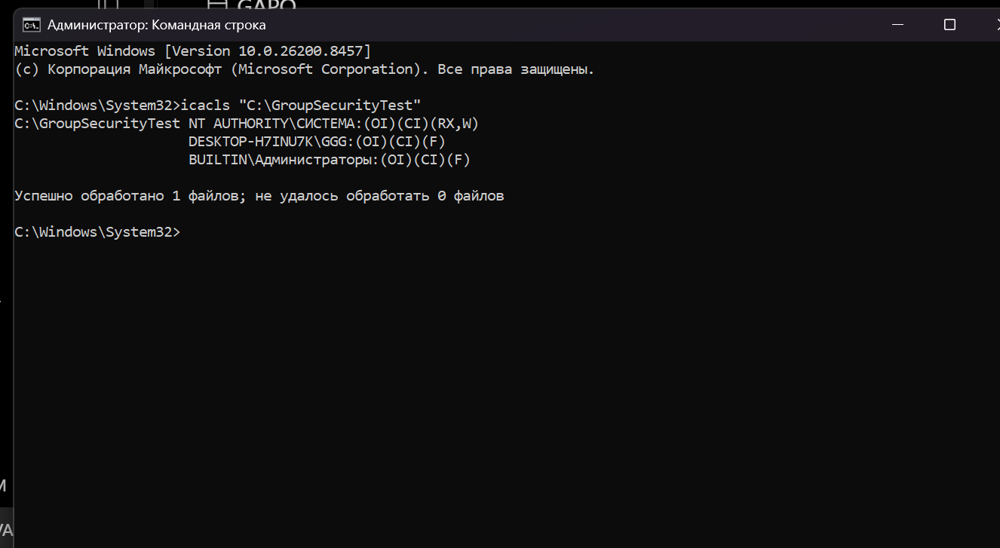 GAPO
Администратор: Командная строка
Microsoft Windows [Version 10.0.26200.8457]
(c) Корпорация Майкрософт (Microsoft Corporation). Все права защищены.
C:\Windows\System32>icacls "C:\GroupSecurityTest"
C:\GroupSecurityTest NT AUTHORITY\СИСТЕМА:(OI)(CI)(RX,W)
DESKTOP-H7INU7K\GGG:(OI)(CI)(F)
BUILTIN\Администраторы:(OI)(CI)(F)
Успешно обработано 1 файлов; не удалось обработать 0 файлов
C:\Windows\System32>